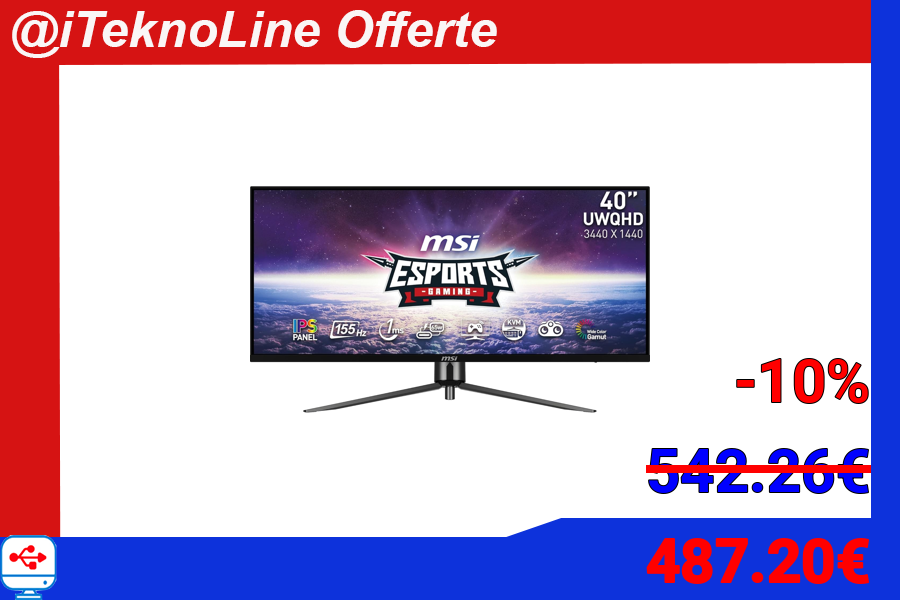 @iTeknoLine Offerte
40”
UWQHD
3440 X 1440
msi
ESPORTS
-GAMING-
IPS
PANEL
155Hz
1ms
65W
KVM
Wide Color
Gamut
msi
-10%
542.26€
487.20€